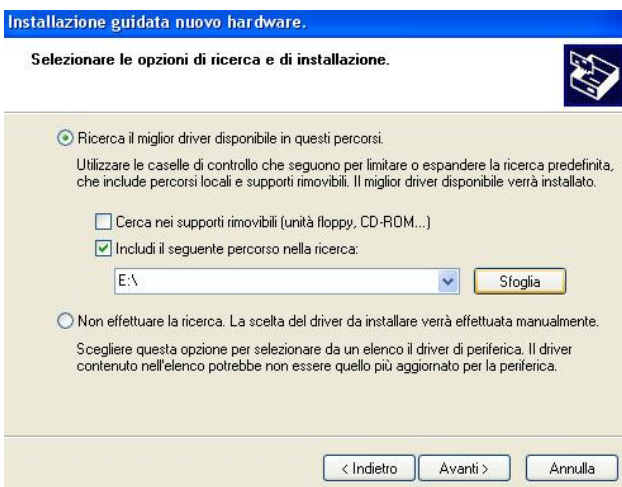 Installazione guidata nuovo hardware.
Selezionare le opzioni di ricerca e di installazione.
Ricerca il miglior driver disponibile in questi percorsi.
Utilizzare le caselle di controllo che seguono per limitare o espandere la ricerca predefinita,
che include percorsi locali e supporti rimovibili. Il miglior driver disponibile verrà installato.
Cerca nei supporti rimovibili (unità floppy, CD-ROM...)
Includi il seguente percorso nella ricerca:
E:\
Sfoglia
Non effettuare la ricerca. La scelta del driver da installare verrà effettuata manualmente.
Scegliere questa opzione per selezionare da un elenco il driver di periferica. Il driver
contenuto nell'elenco potrebbe non essere quello più aggiornato per la periferica.
< Indietro
Avanti >
Annulla